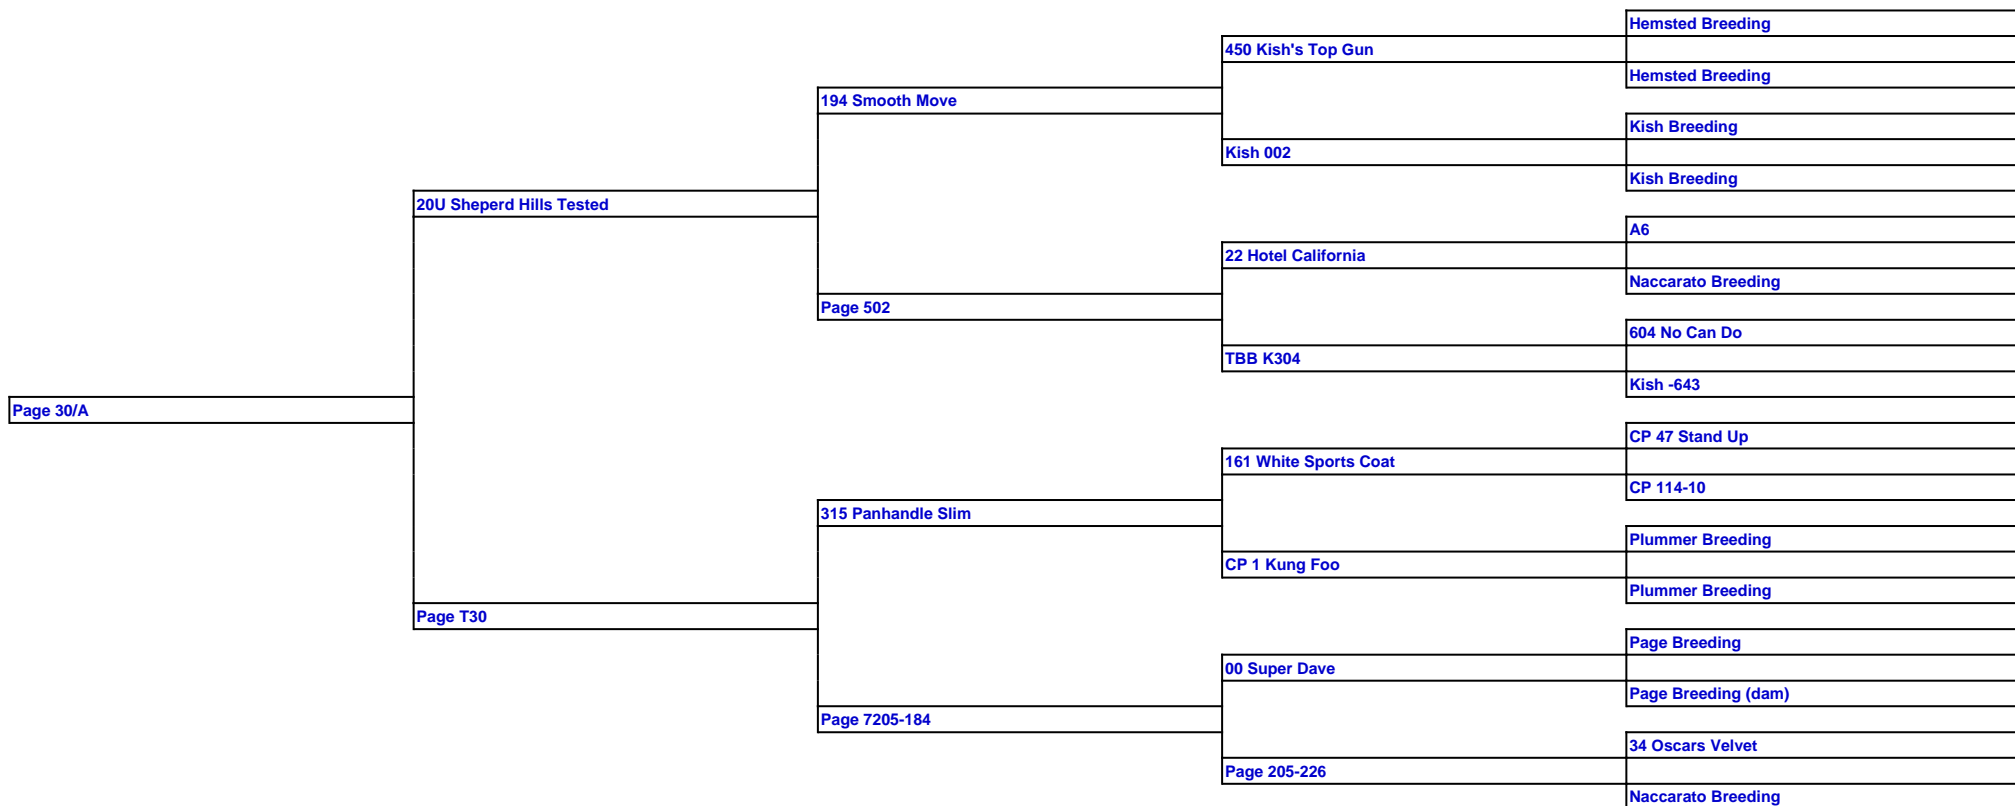 Hemsted Breeding
450 Kish's Top Gun
Hemsted Breeding
194 Smooth Move
Kish Breeding
Kish 002
Kish Breeding
20U Sheperd Hills Tested
A6
22 Hotel California
Naccarato Breeding
Page 502
604 No Can Do
TBB K304
Kish -643
Page 30/A
CP 47 Stand Up
161 White Sports Coat
CP 114-10
315 Panhandle Slim
Plummer Breeding
CP 1 Kung Foo
Plummer Breeding
Page T30
Page Breeding
00 Super Dave
Page Breeding (dam)
Page 7205-184
34 Oscars Velvet
Page 205-226
Naccarato Breeding